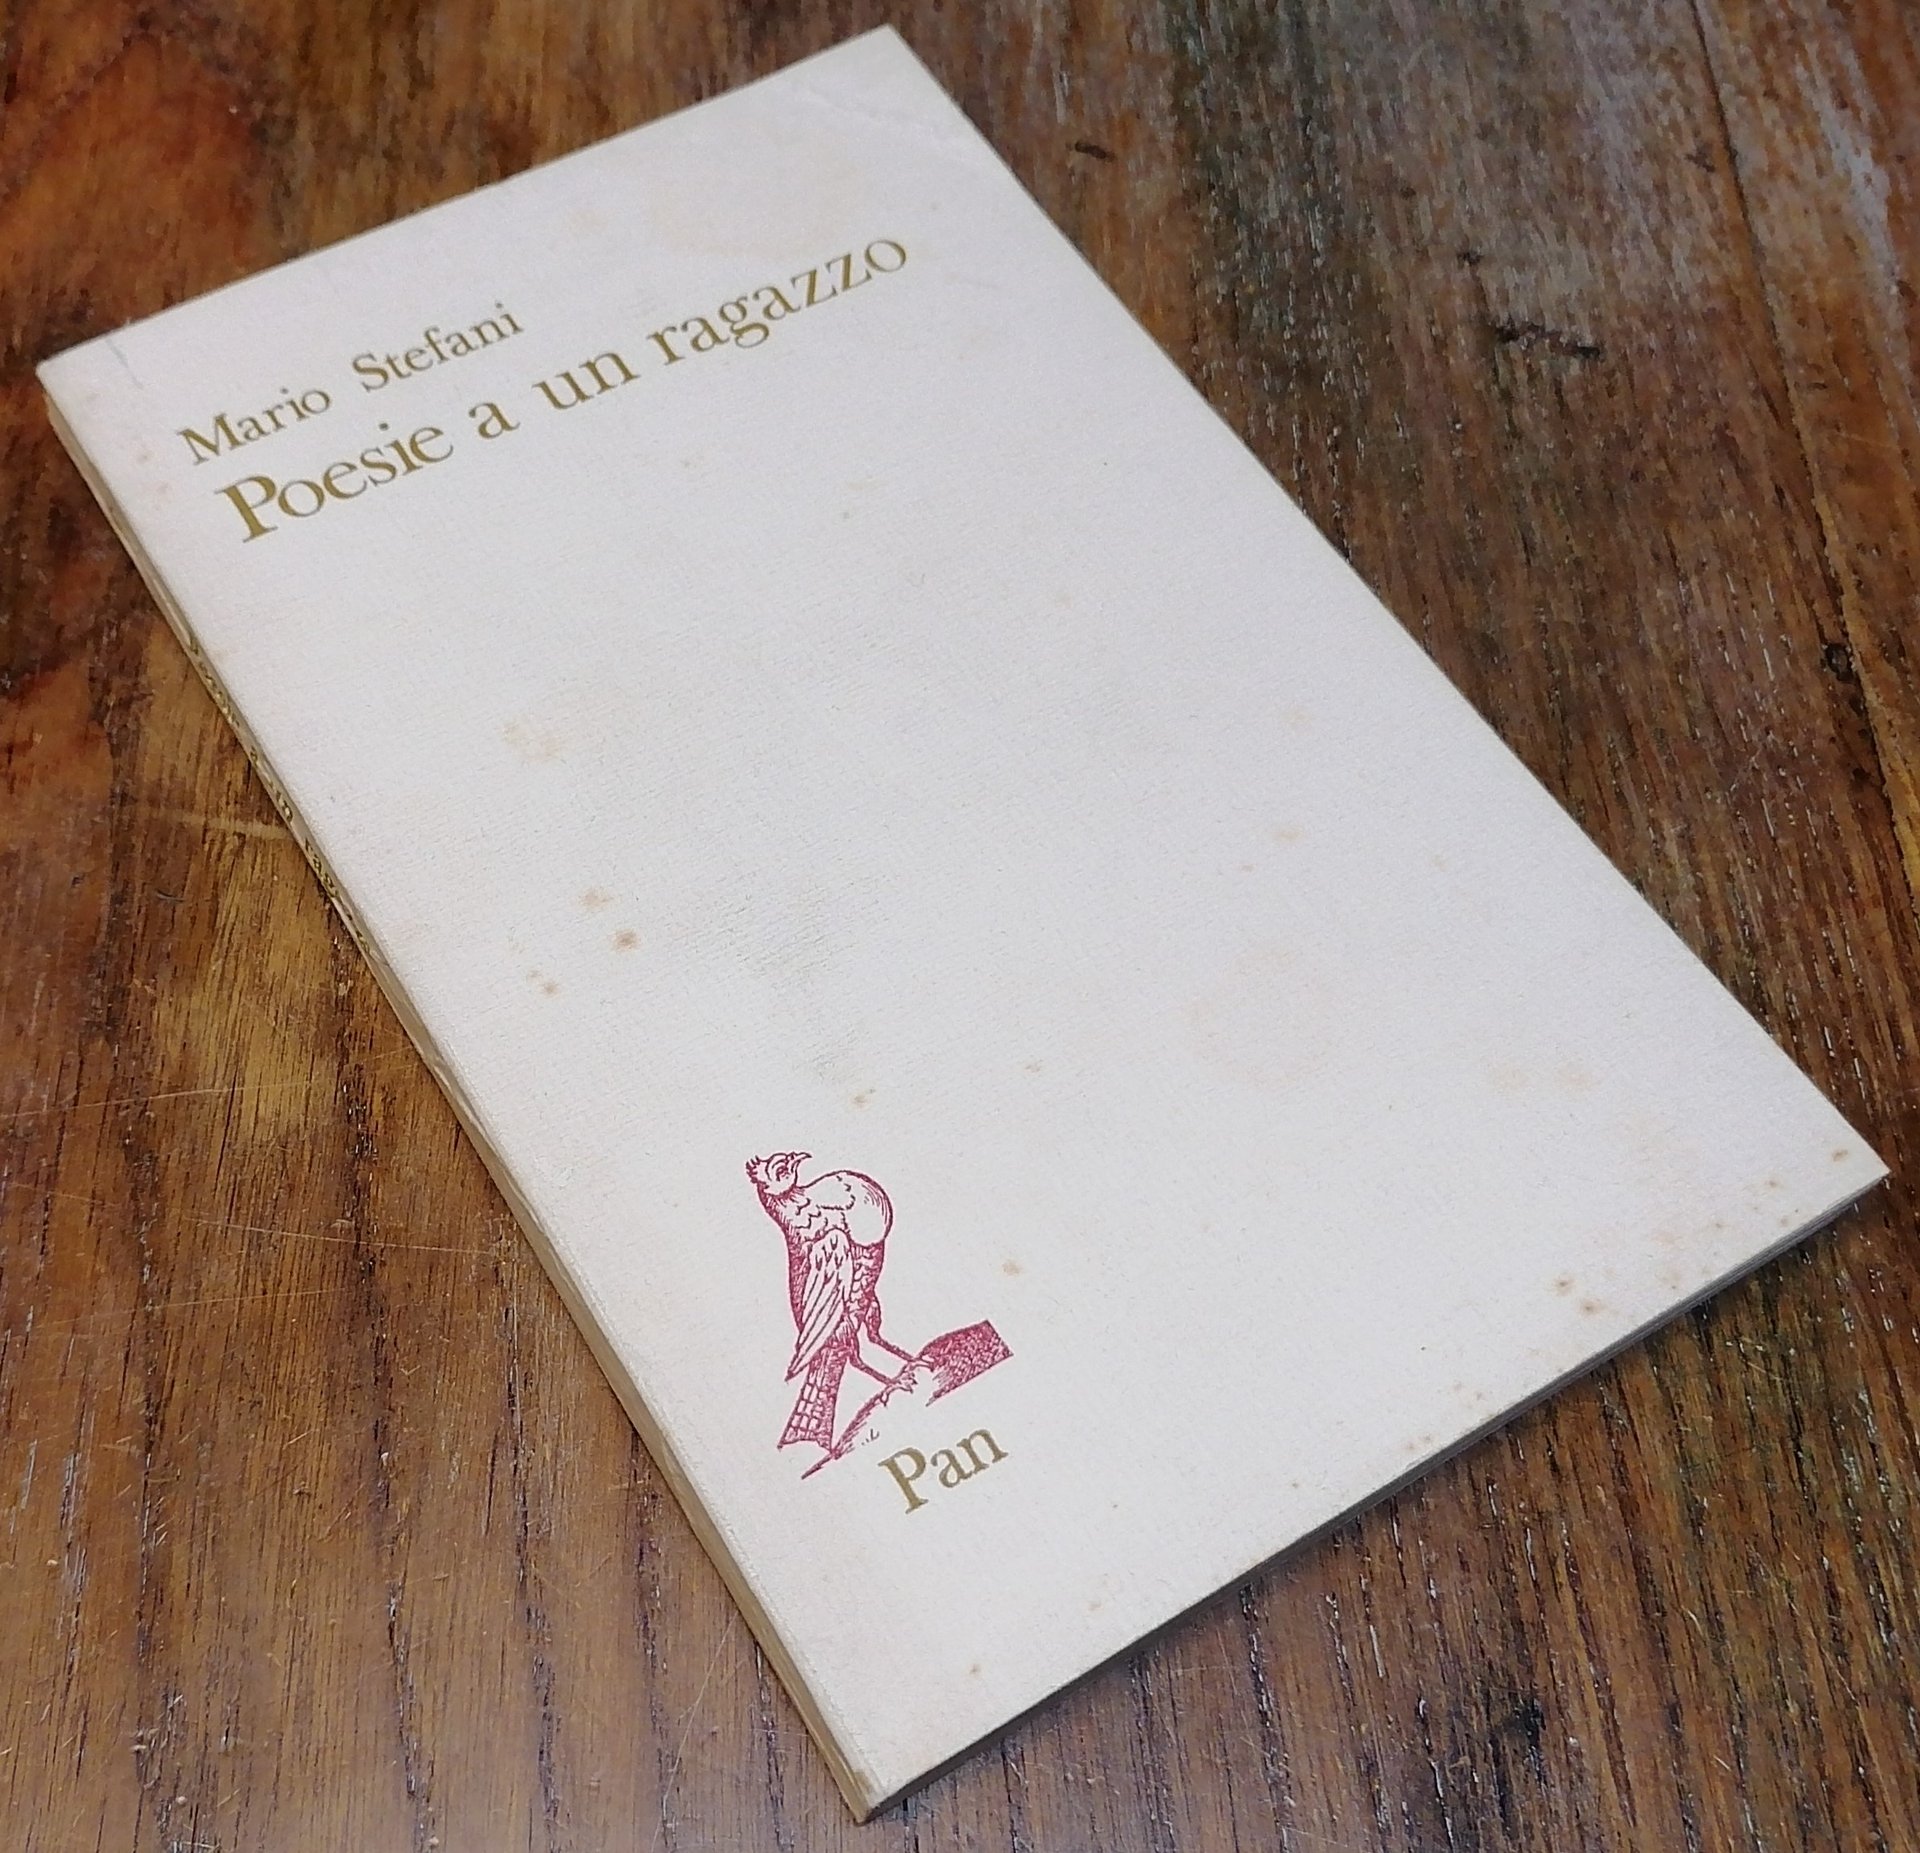 Mario Stefani
Poesie a un ragazzo
Pan